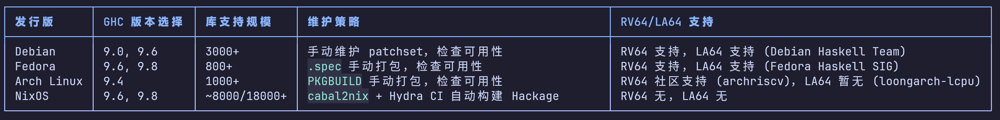 发行版 GHC 版本选择 库支持规模 维护策略 RV64/LA64 支持
Debian 9.0, 9.6 3000+ 手动维护 patchset，检查可用性 RV64 支持，LA64 支持 (Debian Haskell Team)
Fedora 9.6, 9.8 800+ .spec 手动打包，检查可用性 RV64 支持，LA64 支持 (Fedora Haskell SIG)
Arch Linux 9.4 1000+ PKGBUILD 手动打包，检查可用性 RV64 社区支持 (archriscv)，LA64 暂无 (loongarch-lcpu)
NixOS 9.6, 9.8 ~8000/18000+ cabal2nix + Hydra CI 自动构建 Hackage RV64 无，LA64 无